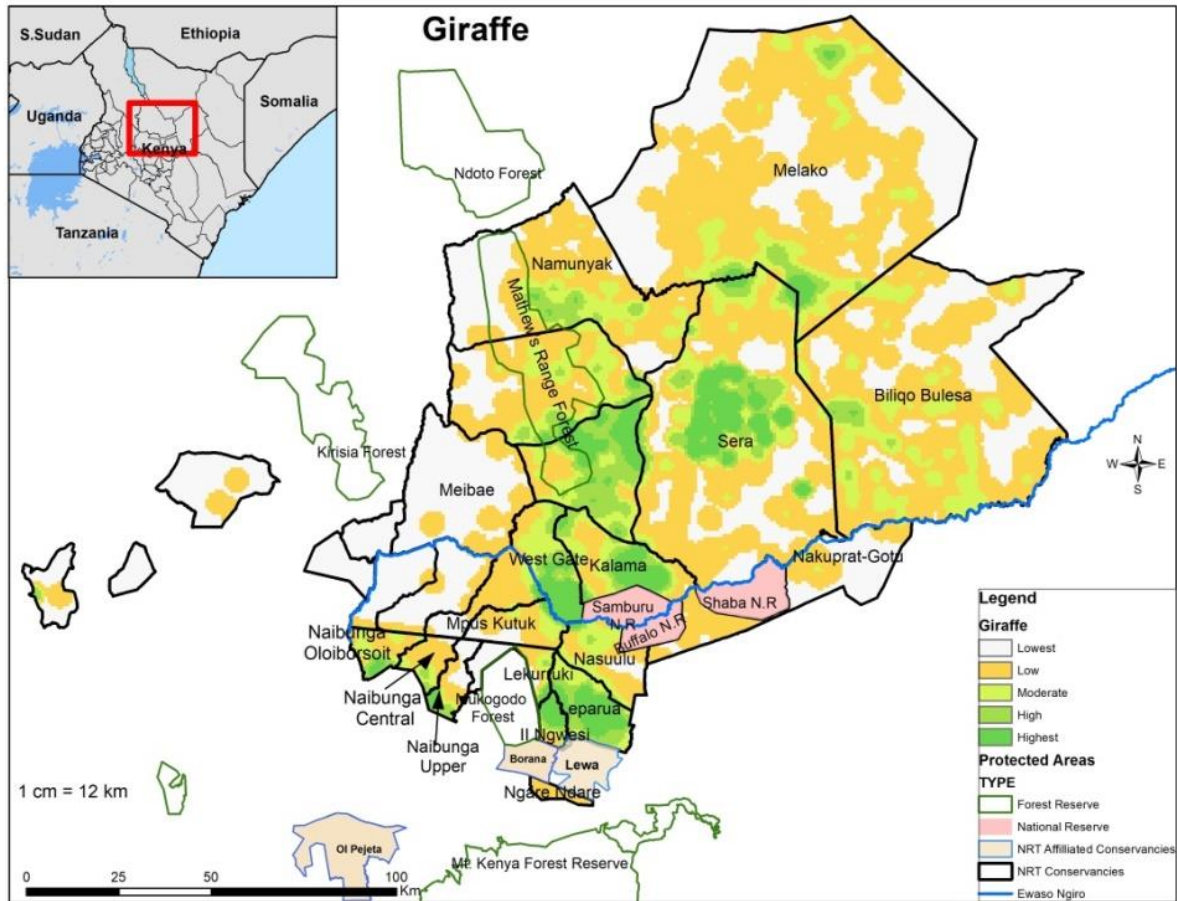 Giraffe
S.Sudan
Ethiopia
Uganda
Somalia
Kenya
Tanzania
Ndoto Forest
Melako
Namunyak
Mathews Range Forest
Biliqo Bulesa
Sera
Kirisia Forest
Meibae
N
W E
S
West Gate
Kalama
Nakuprat-Gotu
Samburu
N.R
Shaba N.R
Buffalo N.R
Mpus Kutuk
Naibunga
Oloiborsoit
Nasuulu
Lekurruki
Naibunga
Central
Mukogodo
Forest
Leparua
Il Ngwesi
Naibunga
Upper
Borana
Lewa
Ngare Ndare
1 cm = 12 km
Ol Pejeta
Mt. Kenya Forest Reserve
0 25 50 100
Km
Legend
Giraffe
Lowest
Low
Moderate
High
Highest
Protected Areas
TYPE
Forest Reserve
National Reserve
NRT Affilliated Conservancies
NRT Conservancies
Ewaso Ngiro